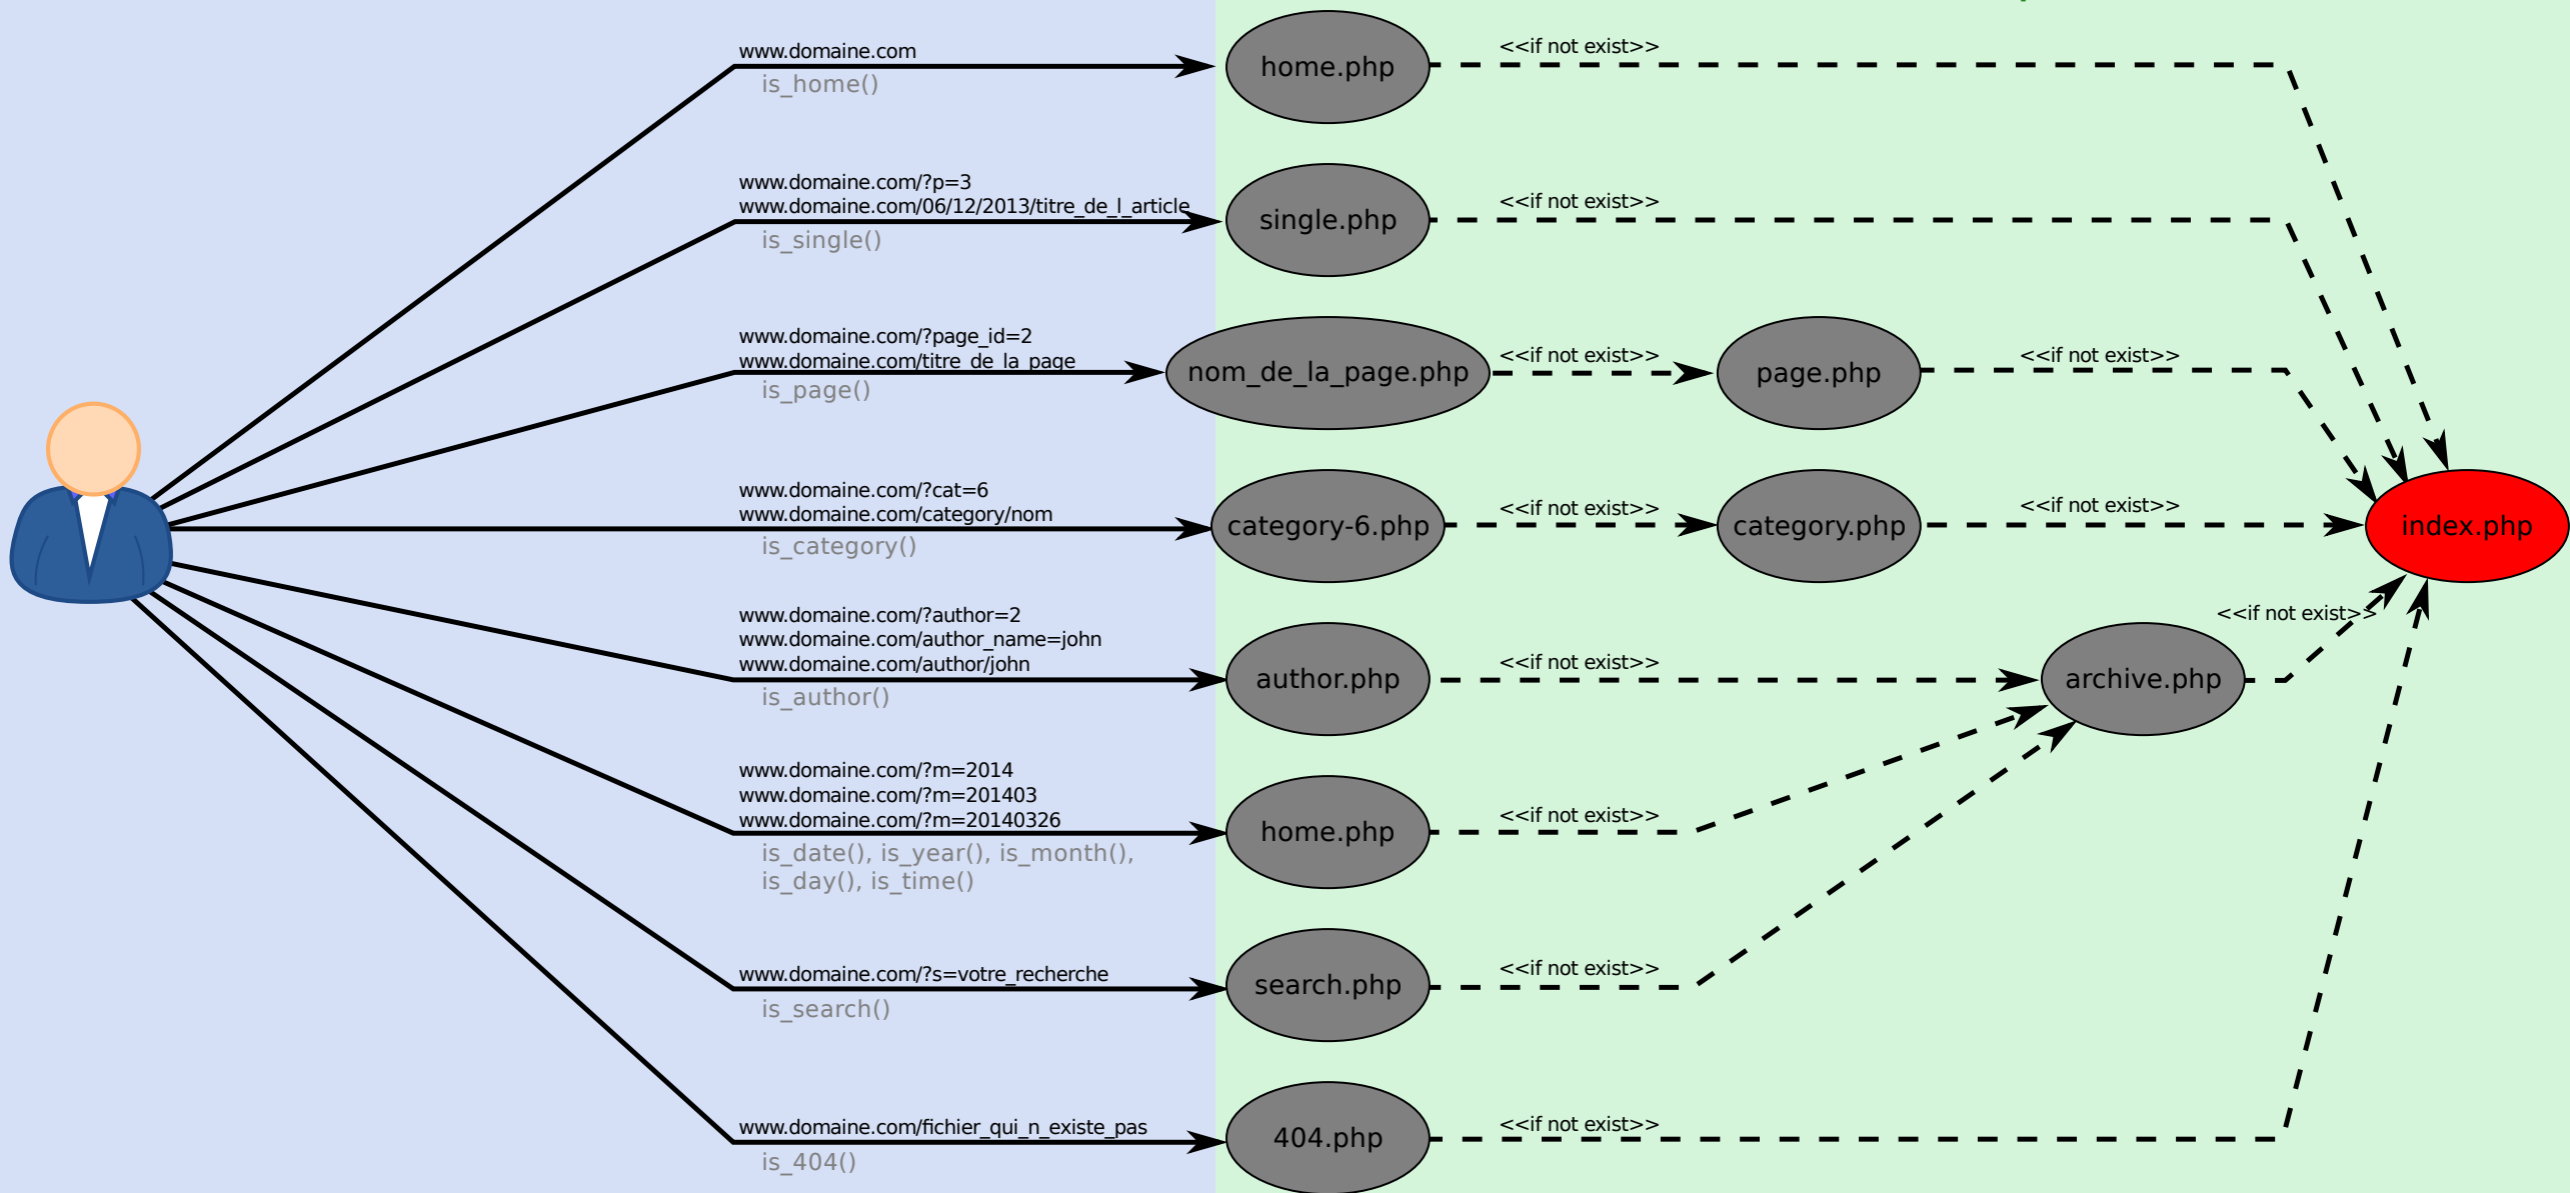 www.domaine.com
is_home()
home.php
<<if not exist>>
www.domaine.com/?p=3
www.domaine.com/06/12/2013/titre_de_l_article
is_single()
single.php
<<if not exist>>
www.domaine.com/?page_id=2
www.domaine.com/titre_de_la_page
is_page()
nom_de_la_page.php
<<if not exist>>
page.php
<<if not exist>>
www.domaine.com/?cat=6
www.domaine.com/category/nom
is_category()
category-6.php
<<if not exist>>
category.php
<<if not exist>>
index.php
www.domaine.com/?author=2
www.domaine.com/author_name=john
www.domaine.com/author/john
is_author()
author.php
<<if not exist>>
archive.php
<<if not exist>>
www.domaine.com/?m=2014
www.domaine.com/?m=201403
www.domaine.com/?m=20140326
is_date(), is_year(), is_month(),
is_day(), is_time()
home.php
<<if not exist>>
www.domaine.com/?s=votre_recherche
is_search()
search.php
<<if not exist>>
www.domaine.com/fichier_qui_n_existe_pas
is_404()
404.php
<<if not exist>>